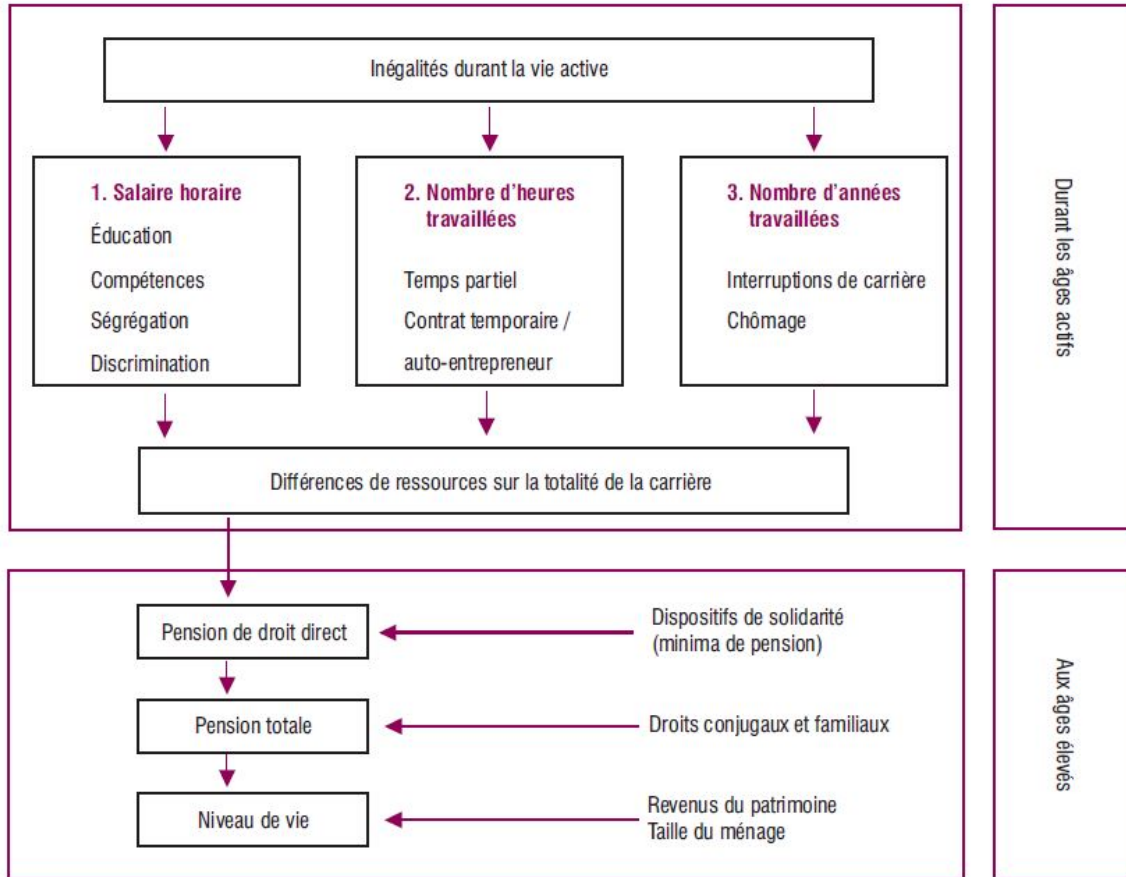 Inégalités durant la vie active
1. Salaire horaire
Éducation
Compétences
Ségrégation
Discrimination
2. Nombre d'heures
travaillées
Temps partiel
Contrat temporaire /
auto-entrepreneur
3. Nombre d'années
travaillées
Interruptions de carrière
Chômage
Différences de ressources sur la totalité de la carrière
Durant les âges actifs
Pension de droit direct
Dispositifs de solidarité
(minima de pension)
Pension totale
Droits conjugaux et familiaux
Niveau de vie
Revenus du patrimoine
Taille du ménage
Aux âges élevés